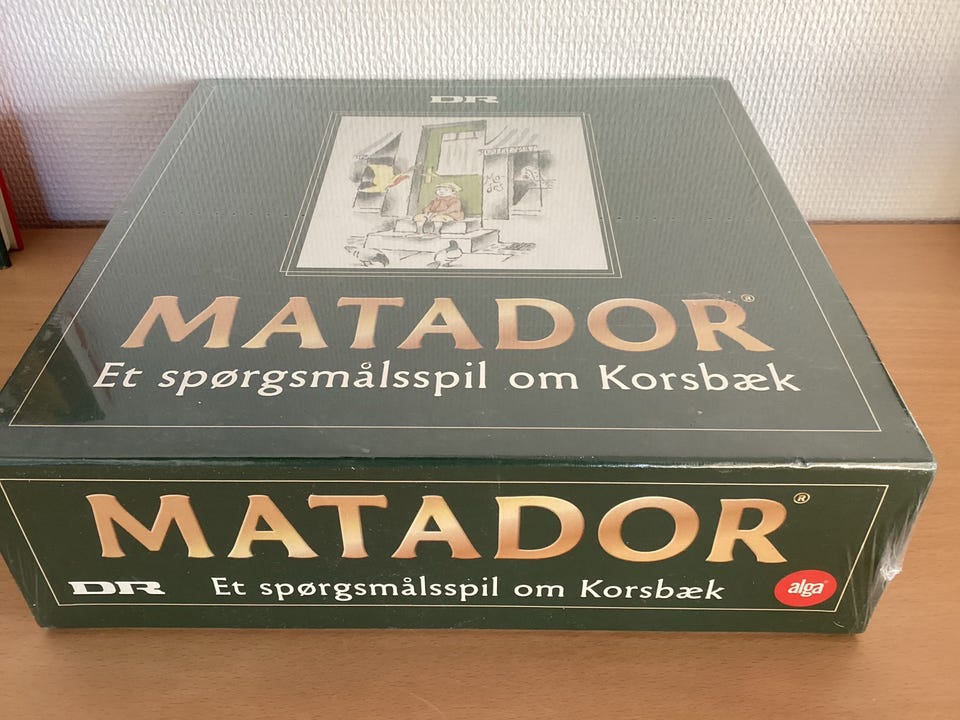 DR
MATADOR®
Et spørgsmålsspil om Korsbæk
MATADOR®
DR Et spørgsmålsspil om Korsbæk alga®